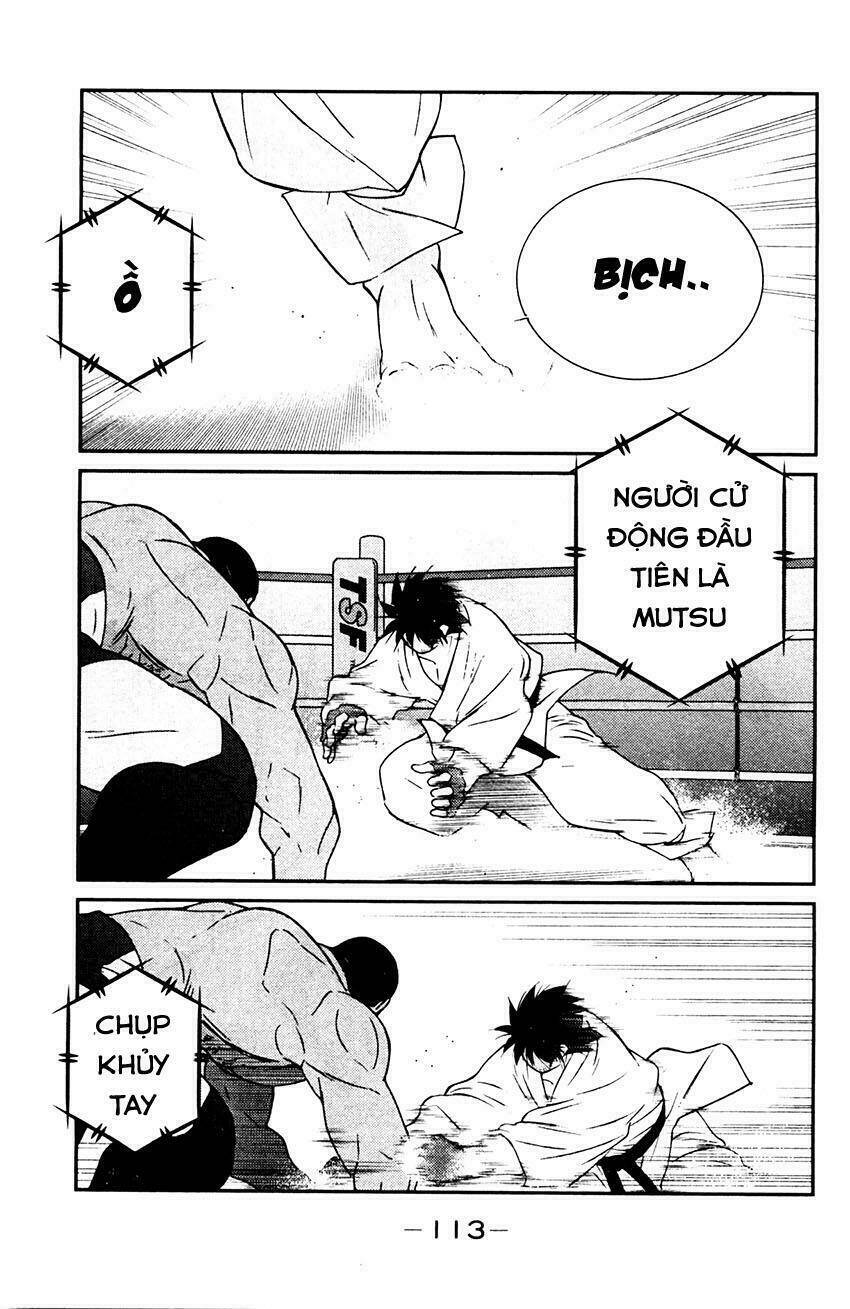 BỊCH..
Ồ
NGƯỜI CỬ
ĐỘNG ĐẦU
TIÊN LÀ
MUTSU
TSF
CHỤP
KHỦY
TAY
-113-